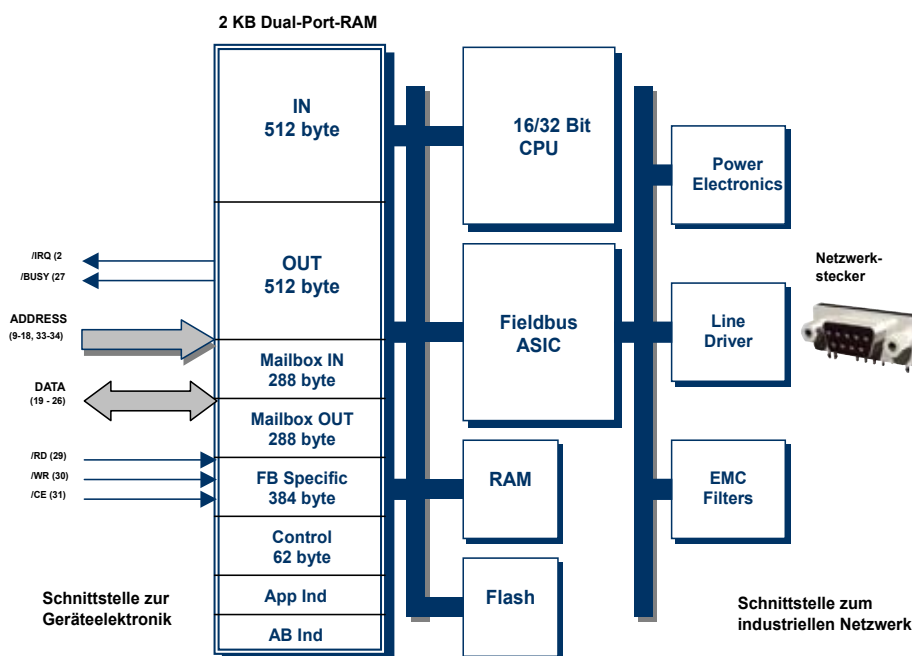 2 KB Dual-Port-RAM
IN
512 byte
OUT
512 byte
Mailbox IN
288 byte
Mailbox OUT
288 byte
FB Specific
384 byte
Control
62 byte
App Ind
AB Ind
/IRQ (2
/BUSY (27
ADDRESS
(9-18, 33-34)
DATA
(19 - 26)
/RD (29)
/WR (30)
/CE (31)
Schnittstelle zur
Geräteelektronik
16/32 Bit
CPU
Fieldbus
ASIC
RAM
Flash
Power
Electronics
Line
Driver
EMC
Filters
Netzwerk-
stecker
Schnittstelle zum
industriellen Netzwerk